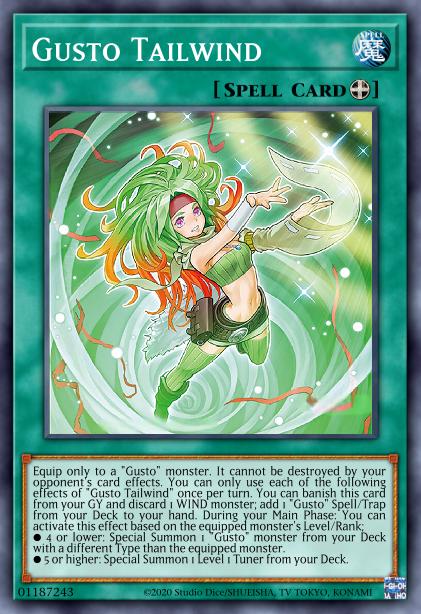 GUSTO TAILWIND
SPELL
魔
[SPELL CARD]
Equip only to a "Gusto" monster. It cannot be destroyed by your
opponent's card effects. You can only use each of the following
effects of "Gusto Tailwind" once per turn. You can banish this card
from your GY and discard 1 WIND monster; add 1 "Gusto" Spell/Trap
from your Deck to your hand. During your Main Phase: You can
activate this effect based on the equipped monster's Level/Rank;
● 4 or lower: Special Summon 1 "Gusto" monster from your Deck
with a different Type than the equipped monster.
● 5 or higher: Special Summon 1 Level 1 Tuner from your Deck.
01187243
©2020 Studio Dice/SHUEISHA, TV TOKYO, KONAMI